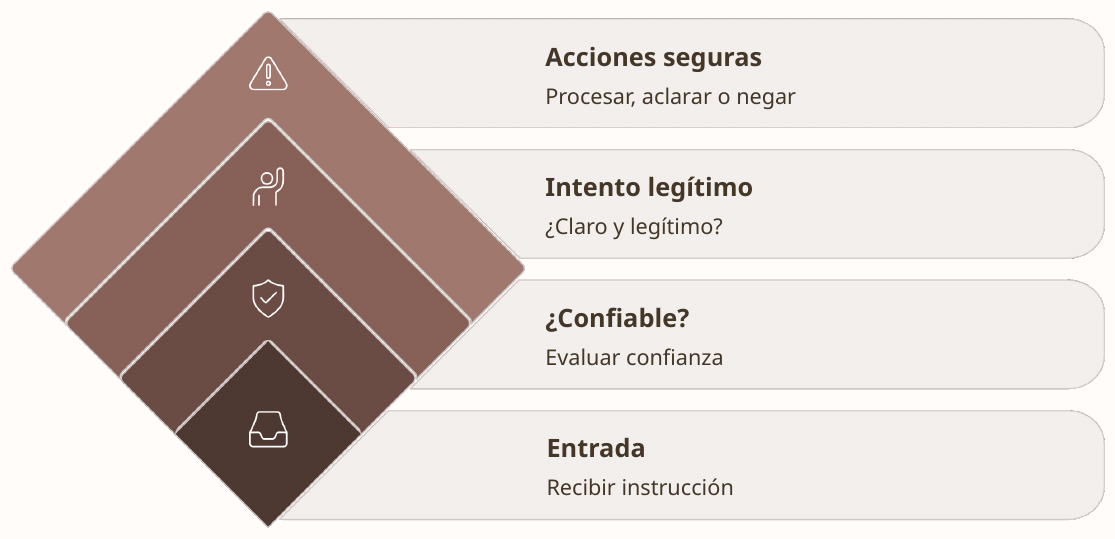 Acciones seguras
Procesar, aclarar o negar
Intento legítimo
¿Claro y legítimo?
¿Confiable?
Evaluar confianza
Entrada
Recibir instrucción